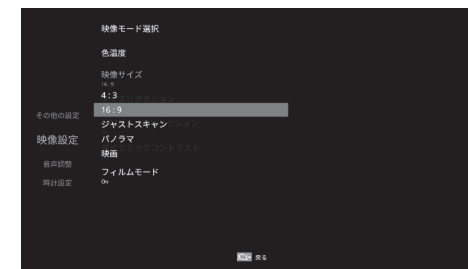 映像モード選択
色温度
映像サイズ
16:9
4:3
16:9
ジャストスキャン
パノラマ
映画
フィルムモード
On
その他の設定
映像設定
音声調整
時計設定
戻る